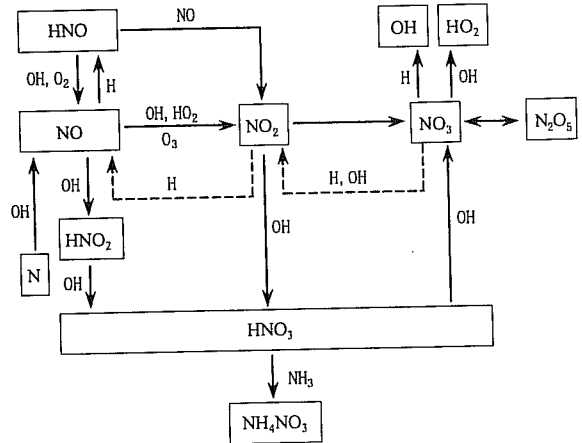 HNO
NO
OH
HO₂
OH, O₂
H
H
OH
NO
OH, HO₂
O₃
NO₂
NO₃
N₂O₅
OH
OH
H
H, OH
HNO₂
OH
OH
N
OH
HNO₃
NH₃
NH₄NO₃